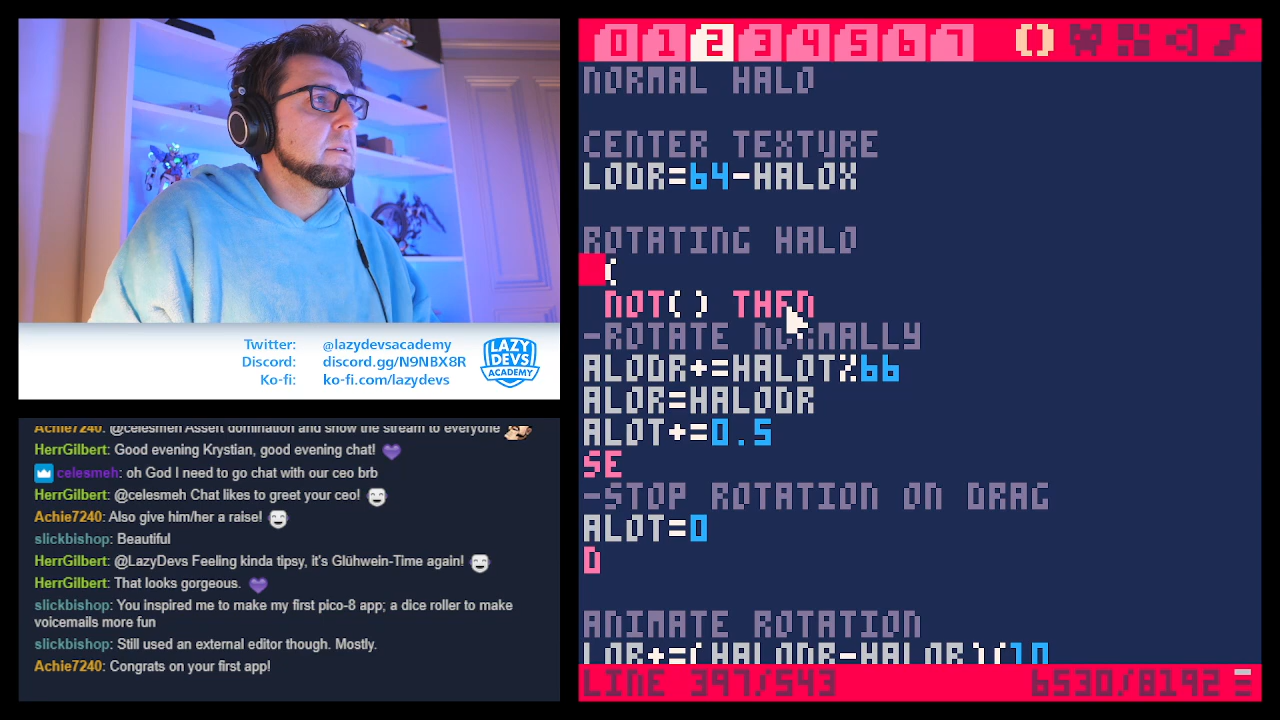 Twitter: @lazydevsacademy
Discord: discord.gg/N9NBX8R
Ko-fi: ko-fi.com/lazydevs
LAZY
DEVS
ACADEMY
Achie7240: @celesmeh Assert domination and show the stream to everyone
HerrGilbert: Good evening Krystian, good evening chat!
celesmeh: oh God I need to go chat with our ceo brb
HerrGilbert: @celesmeh Chat likes to greet your ceo!
Achie7240: Also give him/her a raise!
slickbishop: Beautiful
HerrGilbert: @LazyDevs Feeling kinda tipsy, it's Glühwein-Time again!
HerrGilbert: That looks gorgeous.
slickbishop: You inspired me to make my first pico-8 app; a dice roller to make
voicemails more fun
slickbishop: Still used an external editor though. Mostly.
Achie7240: Congrats on your first app!
0 1 2 3 4 5 6 7 ()
NORMAL HALO
CENTER TEXTURE
LODR=64-HALOX
ROTATING HALO
(
NOT() THEN
-ROTATE NORMALLY
ALODR+=HALOT%66
ALOR=HALODR
ALOT+=0.5
SE
-STOP ROTATION ON DRAG
ALOT=0
D
ANIMATE ROTATION
LOR+=(HALODR-HALOR)/10
LINE 397/543 6530/8192